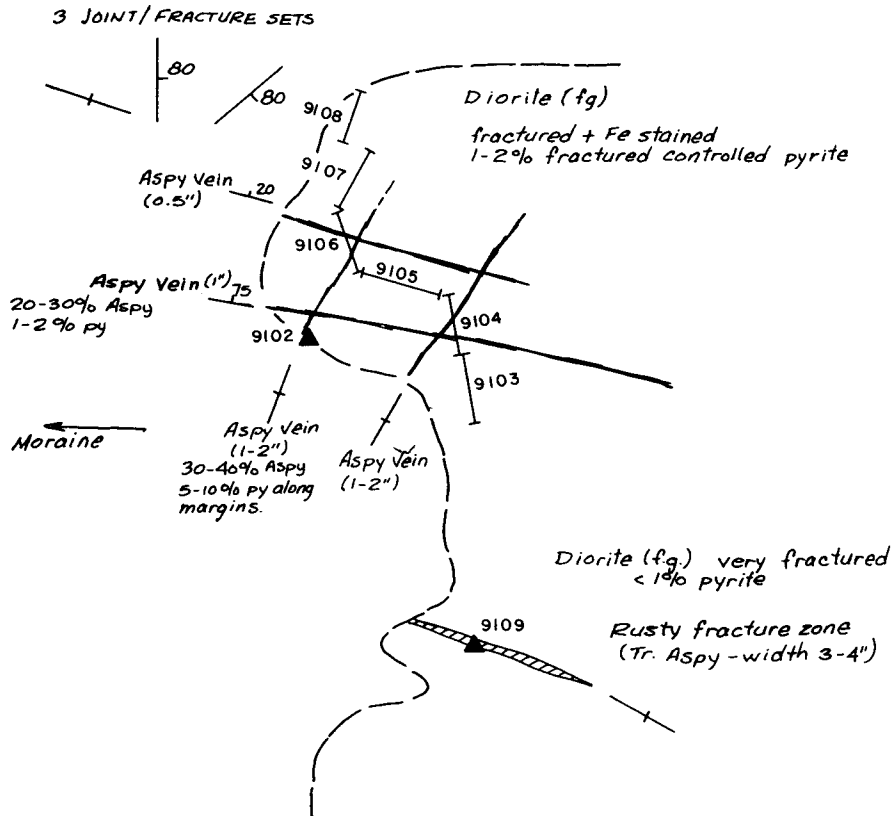 3 JOINT/FRACTURE SETS
80
80
9108
Diorite (fg)
fractured + Fe stained
1-2% fractured controlled pyrite
9107
Aspy Vein
(0.5")
20
9106
9105
Aspy Vein (1")
75
20-30% Aspy
1-2% py
9104
9102
9103
Moraine
Aspy Vein
(1-2")
30-40% Aspy
5-10% py along
margins.
Aspy Vein
(1-2")
Diorite (f.g.) very fractured
< 1% pyrite
9109
Rusty fracture zone
(Tr. Aspy - width 3-4")